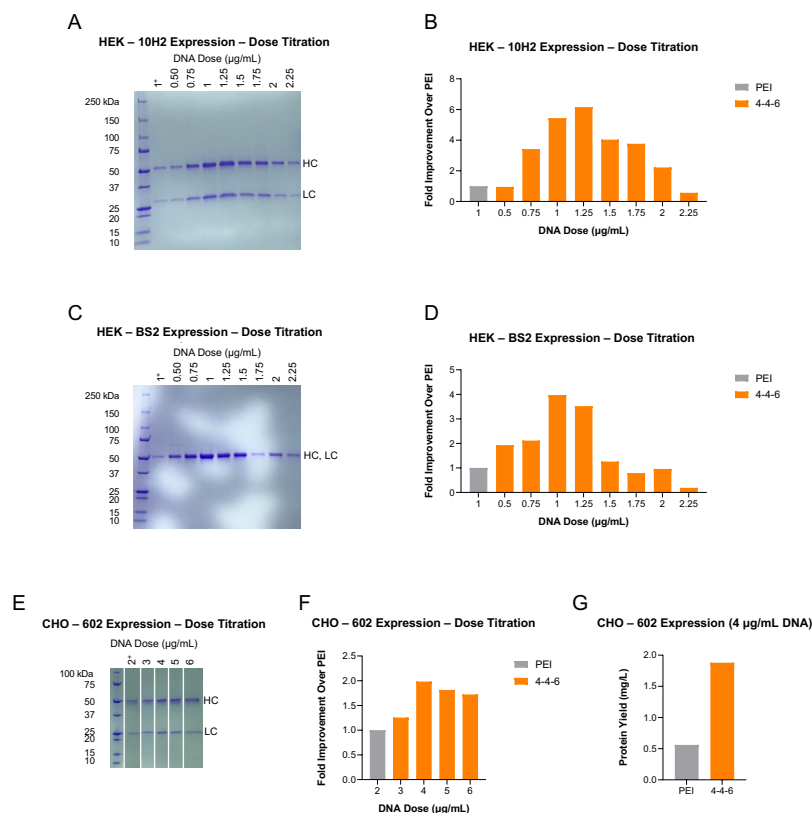 A
HEK – 10H2 Expression – Dose Titration
DNA Dose (µg/mL)
1* 0.50 0.75 1 1.25 1.5 1.75 2 2.25
250 kDa
150
100
75
50
37
25
20
15
10
HC
LC
B
HEK – 10H2 Expression – Dose Titration
Fold Improvement Over PEI
8
6
4
2
0
1 0.5 0.75 1 1.25 1.5 1.75 2 2.25
DNA Dose (µg/mL)
PEI
4-4-6
C
HEK – BS2 Expression – Dose Titration
DNA Dose (µg/mL)
1* 0.50 0.75 1 1.25 1.5 1.75 2 2.25
250 kDa
150
100
75
50
37
25
20
15
10
HC, LC
D
HEK – BS2 Expression – Dose Titration
Fold Improvement Over PEI
5
4
3
2
1
0
1 0.5 0.75 1 1.25 1.5 1.75 2 2.25
DNA Dose (µg/mL)
PEI
4-4-6
E
CHO – 602 Expression – Dose Titration
DNA Dose (µg/mL)
2* 3 4 5 6
100 kDa
75
50
37
25
20
15
10
HC
LC
F
CHO – 602 Expression – Dose Titration
Fold Improvement Over PEI
2.5
2.0
1.5
1.0
0.5
0.0
2 3 4 5 6
DNA Dose (µg/mL)
PEI
4-4-6
G
CHO – 602 Expression (4 µg/mL DNA)
Protein Yield (mg/L)
2.0
1.5
1.0
0.5
0.0
PEI 4-4-6